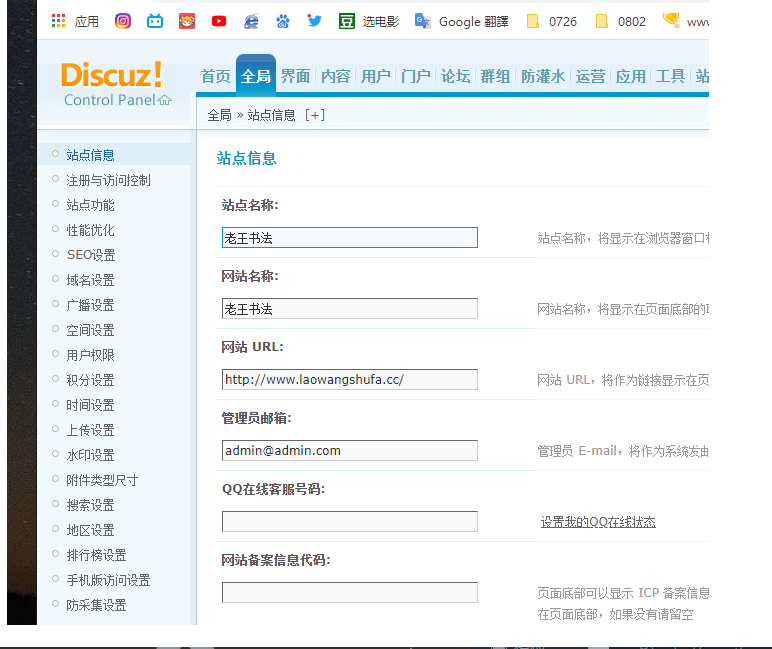 应用 选电影 Google 翻譯 0726 0802 www
Discuz!
Control Panel
首页 全局 界面 内容 用户 门户 论坛 群组 防灌水 运营 应用 工具 站
全局 » 站点信息 [+]
站点信息
注册与访问控制
站点功能
性能优化
SEO设置
域名设置
广播设置
空间设置
用户权限
积分设置
时间设置
上传设置
水印设置
附件类型尺寸
搜索设置
地区设置
排行榜设置
手机版访问设置
防采集设置
站点信息
站点名称:
老王书法
站点名称，将显示在浏览器窗口
网站名称:
老王书法
网站名称，将显示在页面底部的
网站 URL:
http://www.laowangshufa.cc/
网站 URL，将作为链接显示在页
管理员邮箱:
admin@admin.com
管理员 E-mail，将作为系统发邮
QQ在线客服号码:
设置我的QQ在线状态
网站备案信息代码:
页面底部可以显示 ICP 备案信息
在页面底部，如果没有请留空